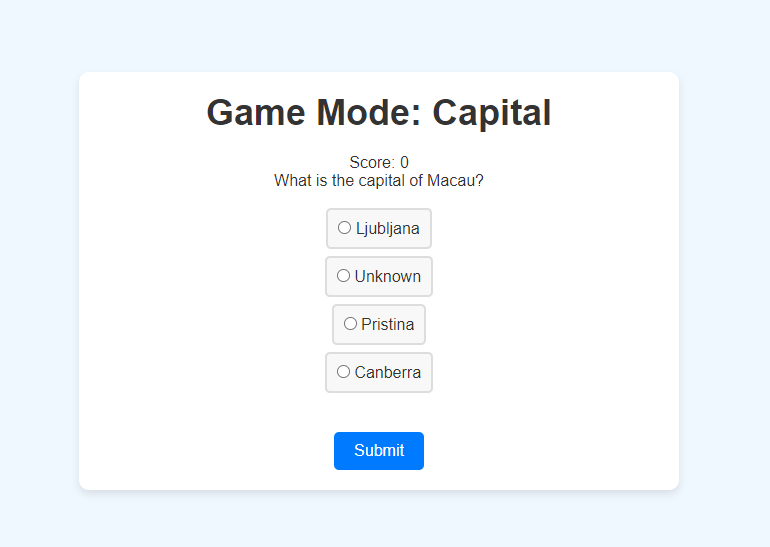 Game Mode: Capital
Score: 0
What is the capital of Macau?
Ljubljana
Unknown
Pristina
Canberra
Submit